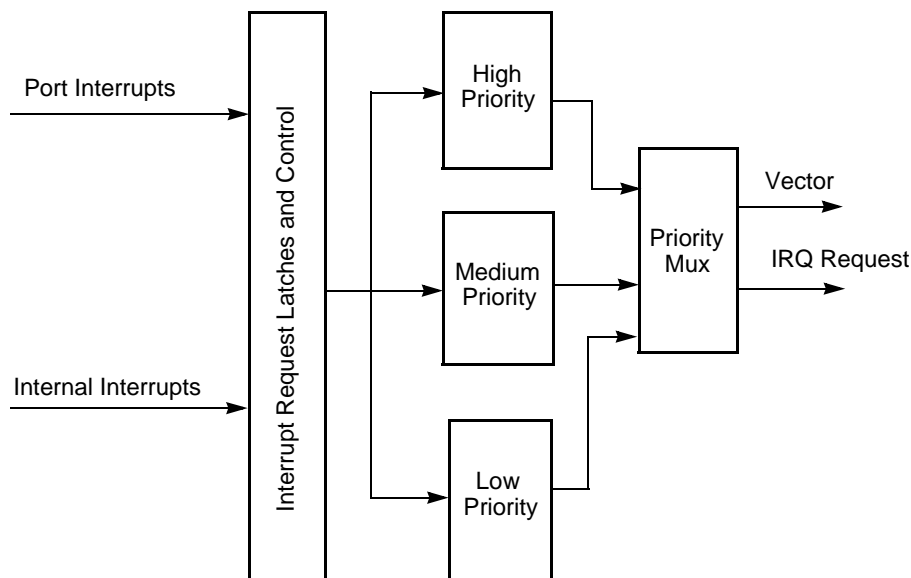 Port Interrupts
Internal Interrupts
Interrupt Request Latches and Control
High
Priority
Medium
Priority
Low
Priority
Priority
Mux
Vector
IRQ Request